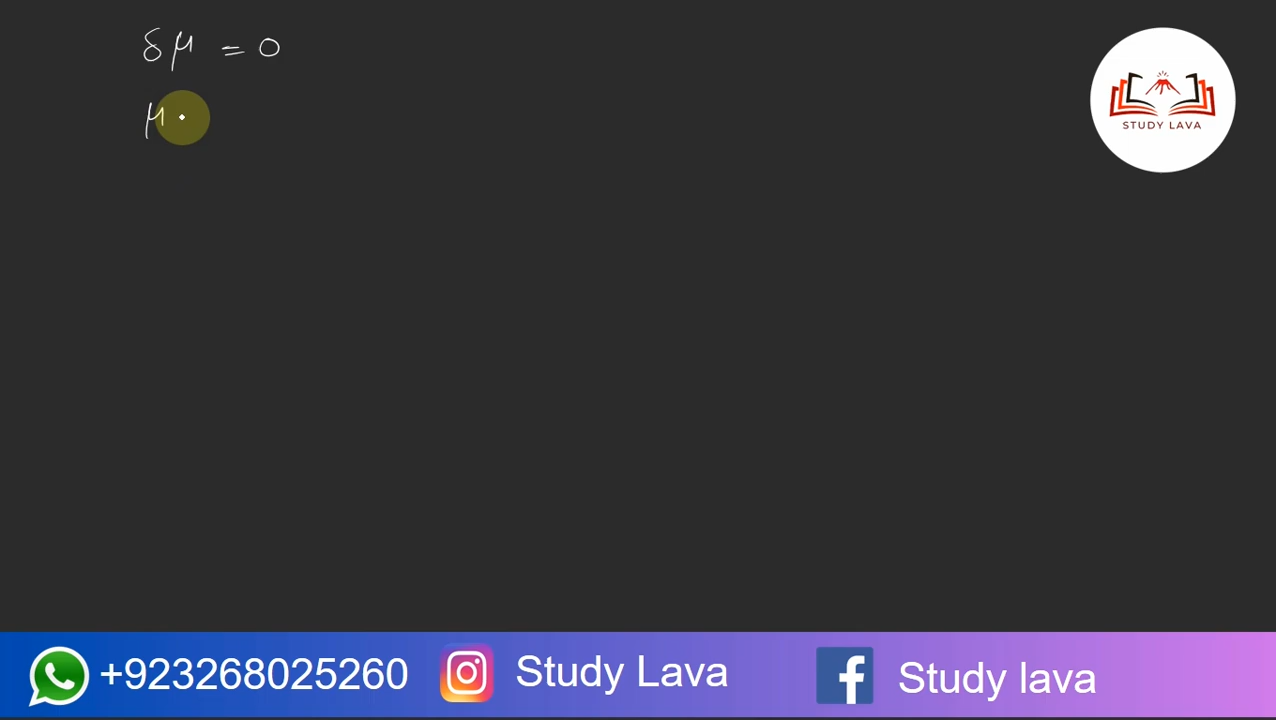 δμ = 0
μ
STUDY LAVA
+923268025260 Study Lava Study lava